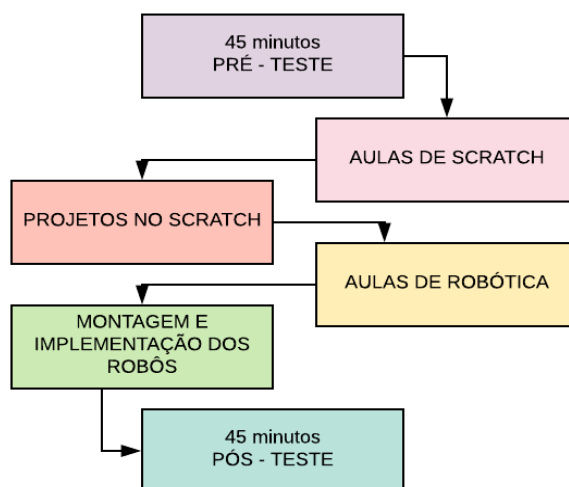 45 minutos
PRÉ - TESTE
AULAS DE SCRATCH
PROJETOS NO SCRATCH
AULAS DE ROBÓTICA
MONTAGEM E
IMPLEMENTAÇÃO DOS
ROBÔS
45 minutos
PÓS - TESTE